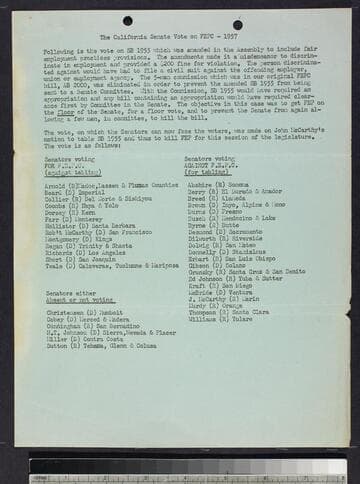 The California Senate Vote on FEPC - 1957
Following is the vote on SB 1953 which was amended in the Assembly to include fair
employment practices provisions. The amendments made it a misdemeanor to discrim-
inate in employment and provided a $200 fine for violation. The person discrimina-
ted against would have had to file a civil suit against the offending employer,
union or employment agency. The 5-man commission which was in our original FEPC
bill, AB 2000, was eliminated in order to prevent the amended SB 1953 from being
sent to a Senate Committee. With the Commission, SB 1953 would have required an
appropriation and any bill containing an appropriation would have required clear-
ance first by Committee in the Senate. The objective in this case was to get FEP on
the floor of the Senate, for a floor vote, and to prevent the Senate from again al-
lowing a few men, in committee, to kill the bill.
The vote, on which the Senators can now face the voters, was made on John McCarthy's
motion to table SB 1953 and thus to kill FEP for this session of the legislature.
The vote is as follows:
Senators voting
FOR F.E.P.C.
(against tabling)
Arnold (D) Modoc, Lassen & Plumas Counties
Beard (D) Imperial
Collier (R) Del Norte & Siskiyou
Coombs (R) Napa & Yolo
Dorsey (R) Kern
Farr (D) Monterey
Hollister (D) Santa Barbara
Robt McCarthy (D) San Francisco
Montgomery (D) Kings
Regan (D) Trinity & Shasta
Richards (D) Los Angeles
Short (D) San Joaquin
Teale (D) Calaveras, Tuolumne & Mariposa
Senators either
Absent or not voting
Christensen (D) Humbolt
Cobey (D) Merced & Madera
Cunningham (R) San Bernardino
H.T. Johnson (D) Sierra, Nevada & Placer
Miller (D) Contra Costa
Sutton (R) Tehama, Glenn & Colusa
Senators voting
AGAINST F.E.P.C.
(for tabling)
Abshire (R) Sonoma
Berry (R) El Dorado & Amador
Breed (R) Alameda
Brown (D) Inyo, Alpine & Mono
Burns (D) Fresno
Busch (R) Mendocino & Lake
Byrne (D) Butte
Desmond (D) Sacramento
Dilworth (R) Riverside
Dolwig (R) San Mateo
Donnelly (D) Stanislaus
Erhart (R) San Luis Obispo
Gibson (D) Solano
Grunsky (R) Santa Cruz & San Benito
Ed Johnson (R) Yuba & Sutter
Kraft (R) San Diego
McBride (D) Ventura
J. McCarthy (R) Marin
Murdy (R) Orange
Thompson (R) Santa Clara
Williams (R) Tulare